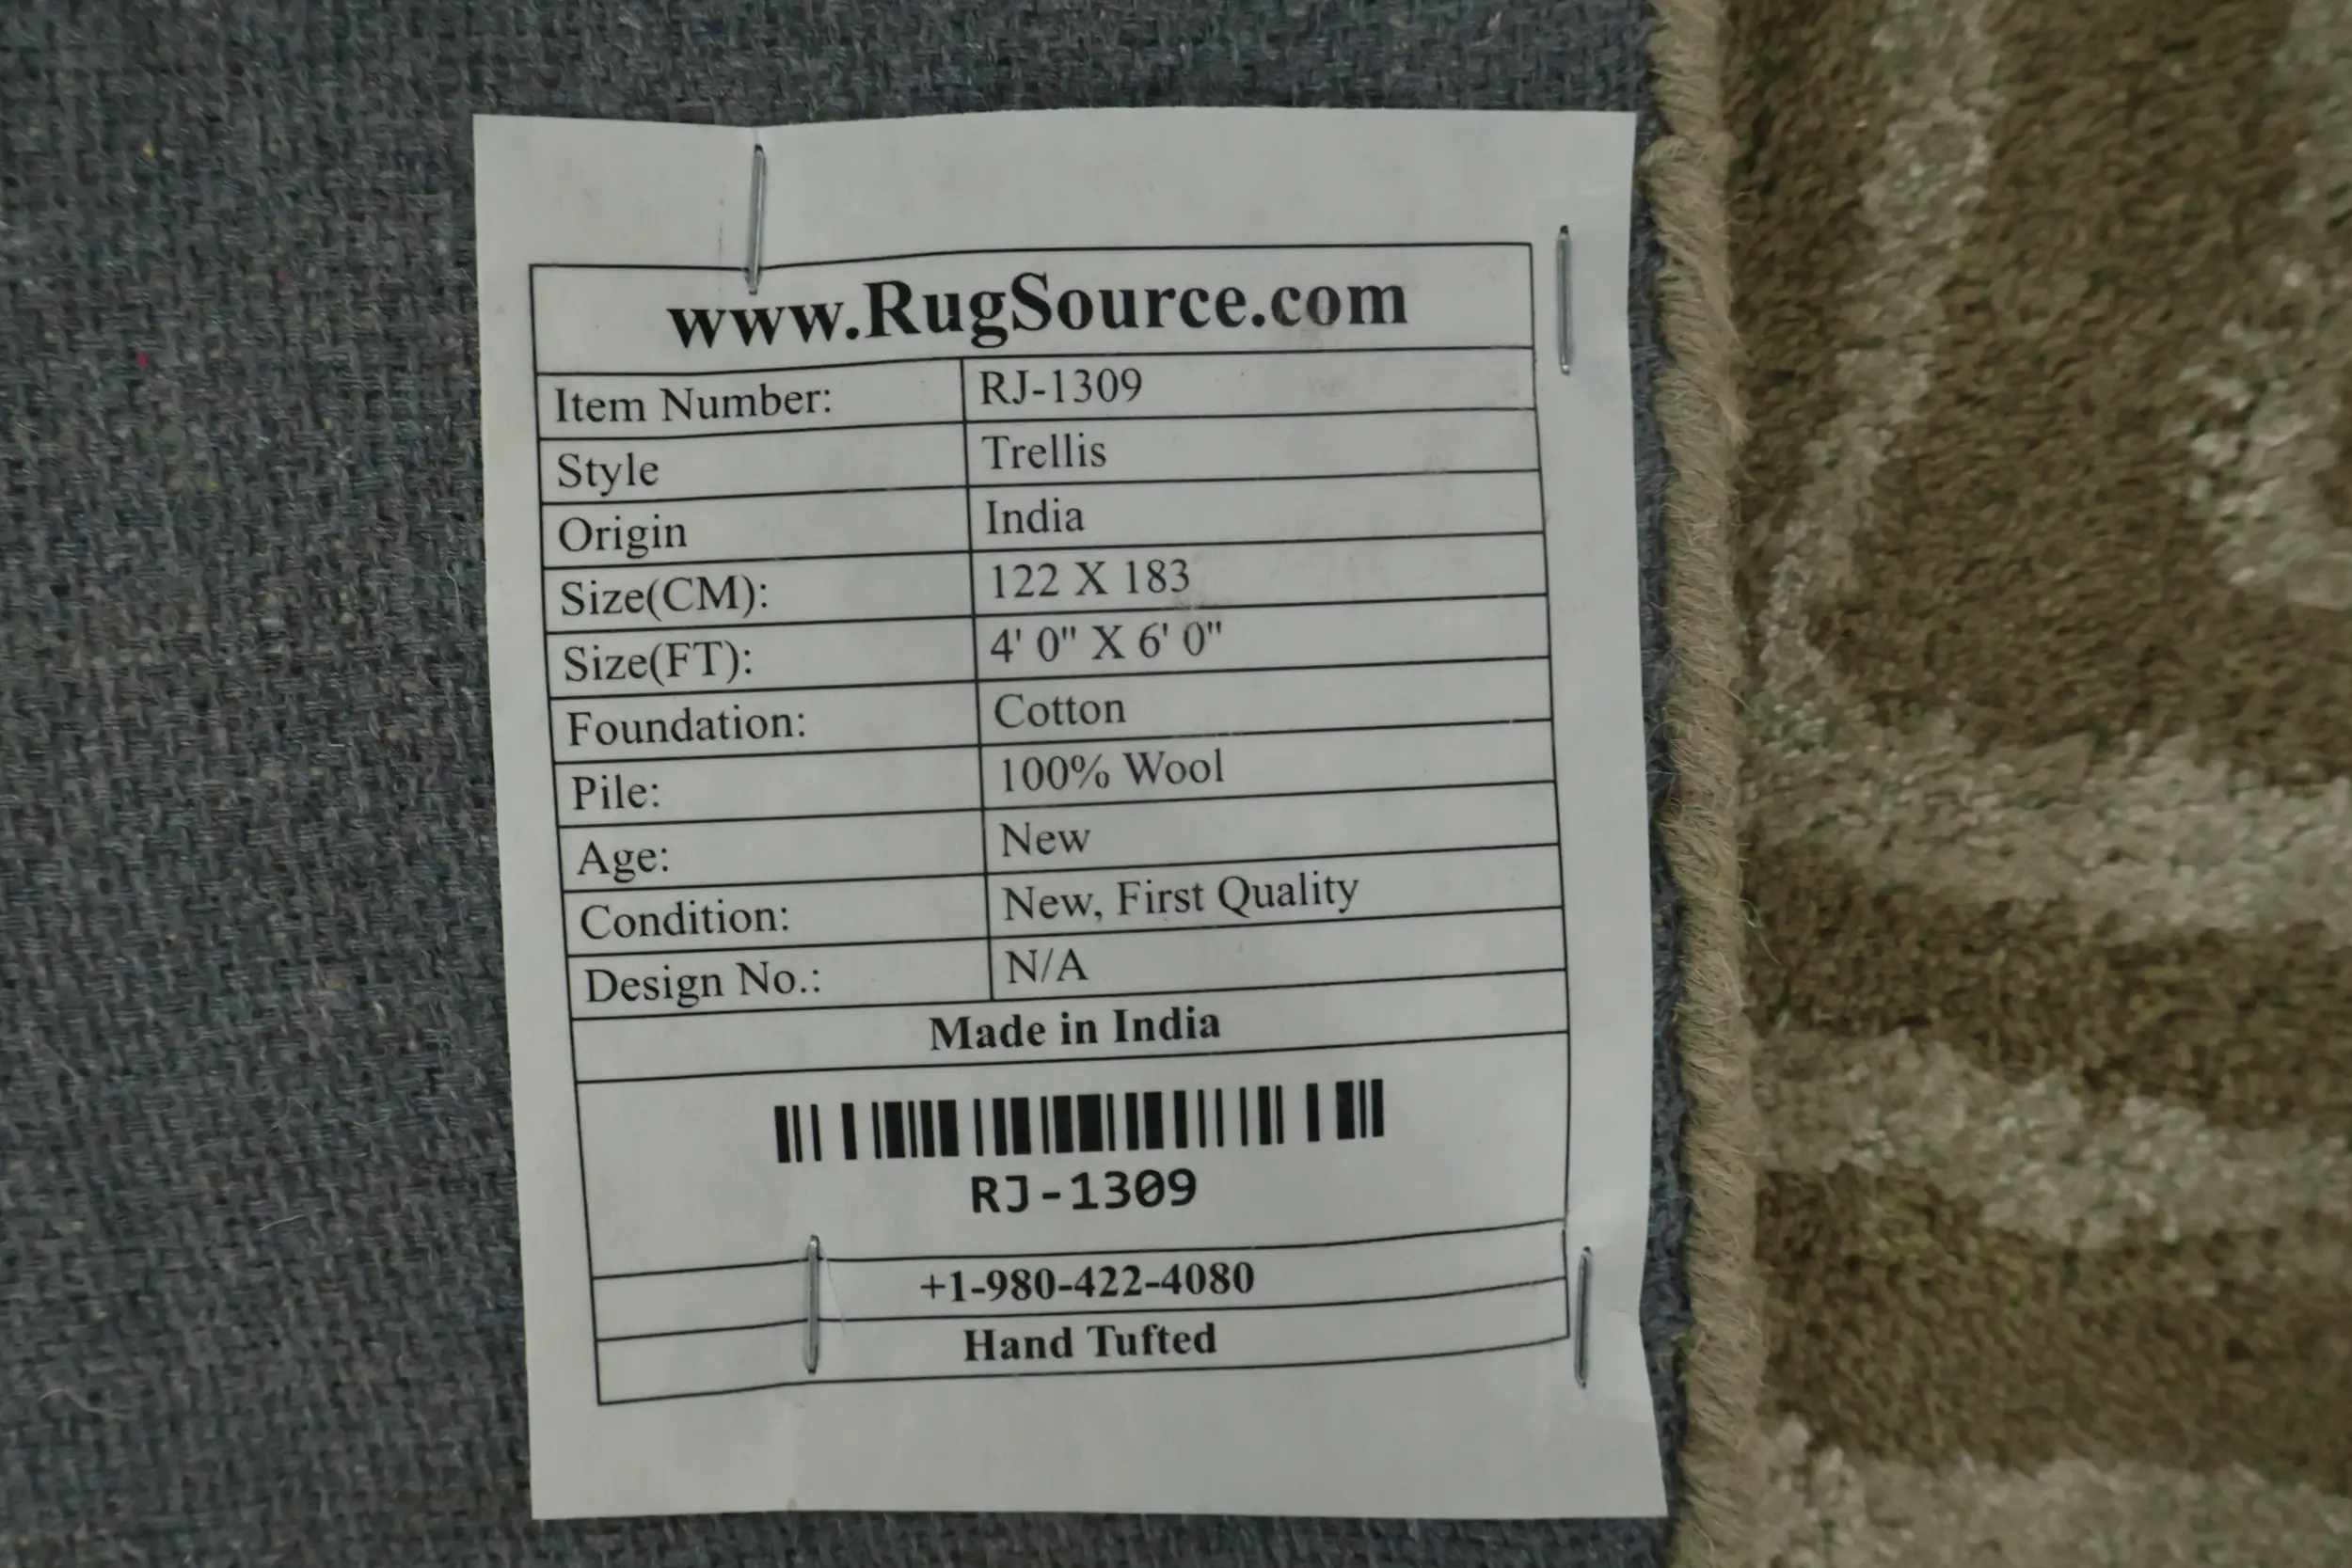 www.RugSource.com
Item Number: RJ-1309
Style Trellis
Origin India
Size(CM): 122 X 183
Size(FT): 4' 0" X 6' 0"
Foundation: Cotton
Pile: 100% Wool
Age: New
Condition: New, First Quality
Design No.: N/A
Made in India
RJ-1309
+1-980-422-4080
Hand Tufted